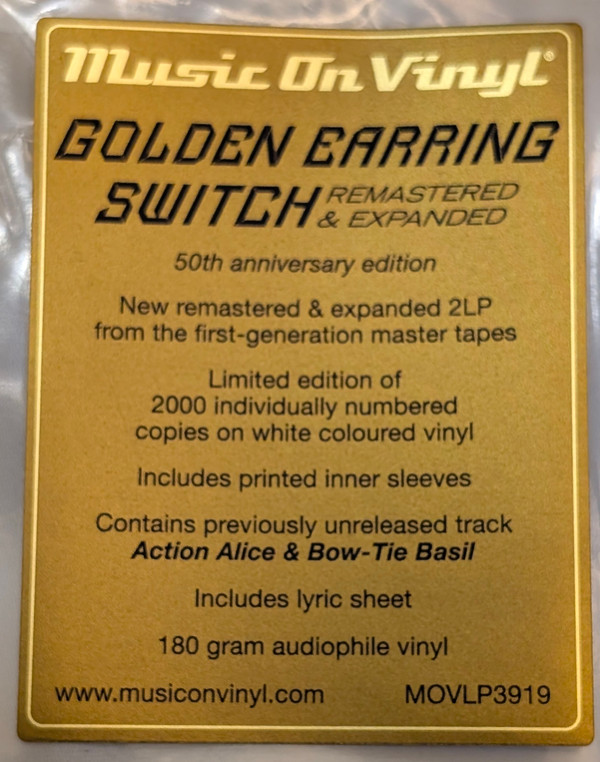 Music On Vinyl®
GOLDEN EARRING
SWITCH REMASTERED
& EXPANDED
50th anniversary edition
New remastered & expanded 2LP
from the first-generation master tapes
Limited edition of
2000 individually numbered
copies on white coloured vinyl
Includes printed inner sleeves
Contains previously unreleased track
Action Alice & Bow-Tie Basil
Includes lyric sheet
180 gram audiophile vinyl
www.musiconvinyl.com MOVLP3919